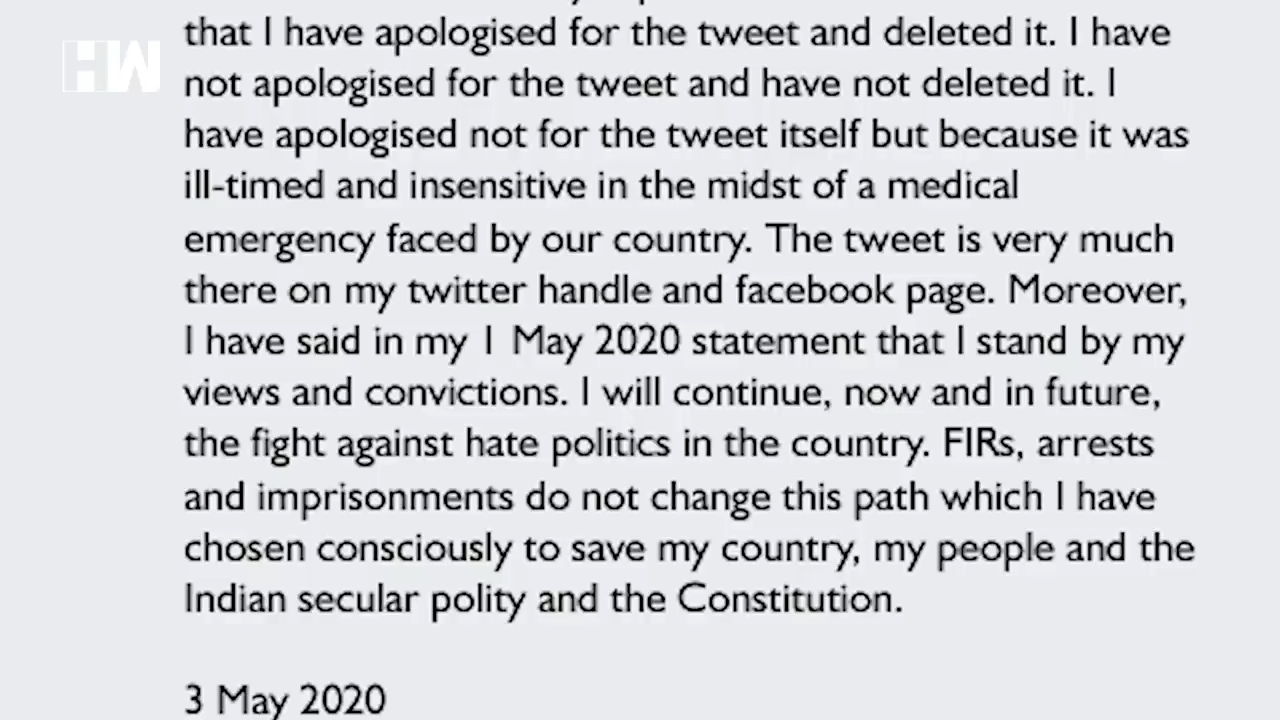 HW
that I have apologised for the tweet and deleted it. I have
not apologised for the tweet and have not deleted it. I
have apologised not for the tweet itself but because it was
ill-timed and insensitive in the midst of a medical
emergency faced by our country. The tweet is very much
there on my twitter handle and facebook page. Moreover,
I have said in my 1 May 2020 statement that I stand by my
views and convictions. I will continue, now and in future,
the fight against hate politics in the country. FIRs, arrests
and imprisonments do not change this path which I have
chosen consciously to save my country, my people and the
Indian secular polity and the Constitution.
3 May 2020